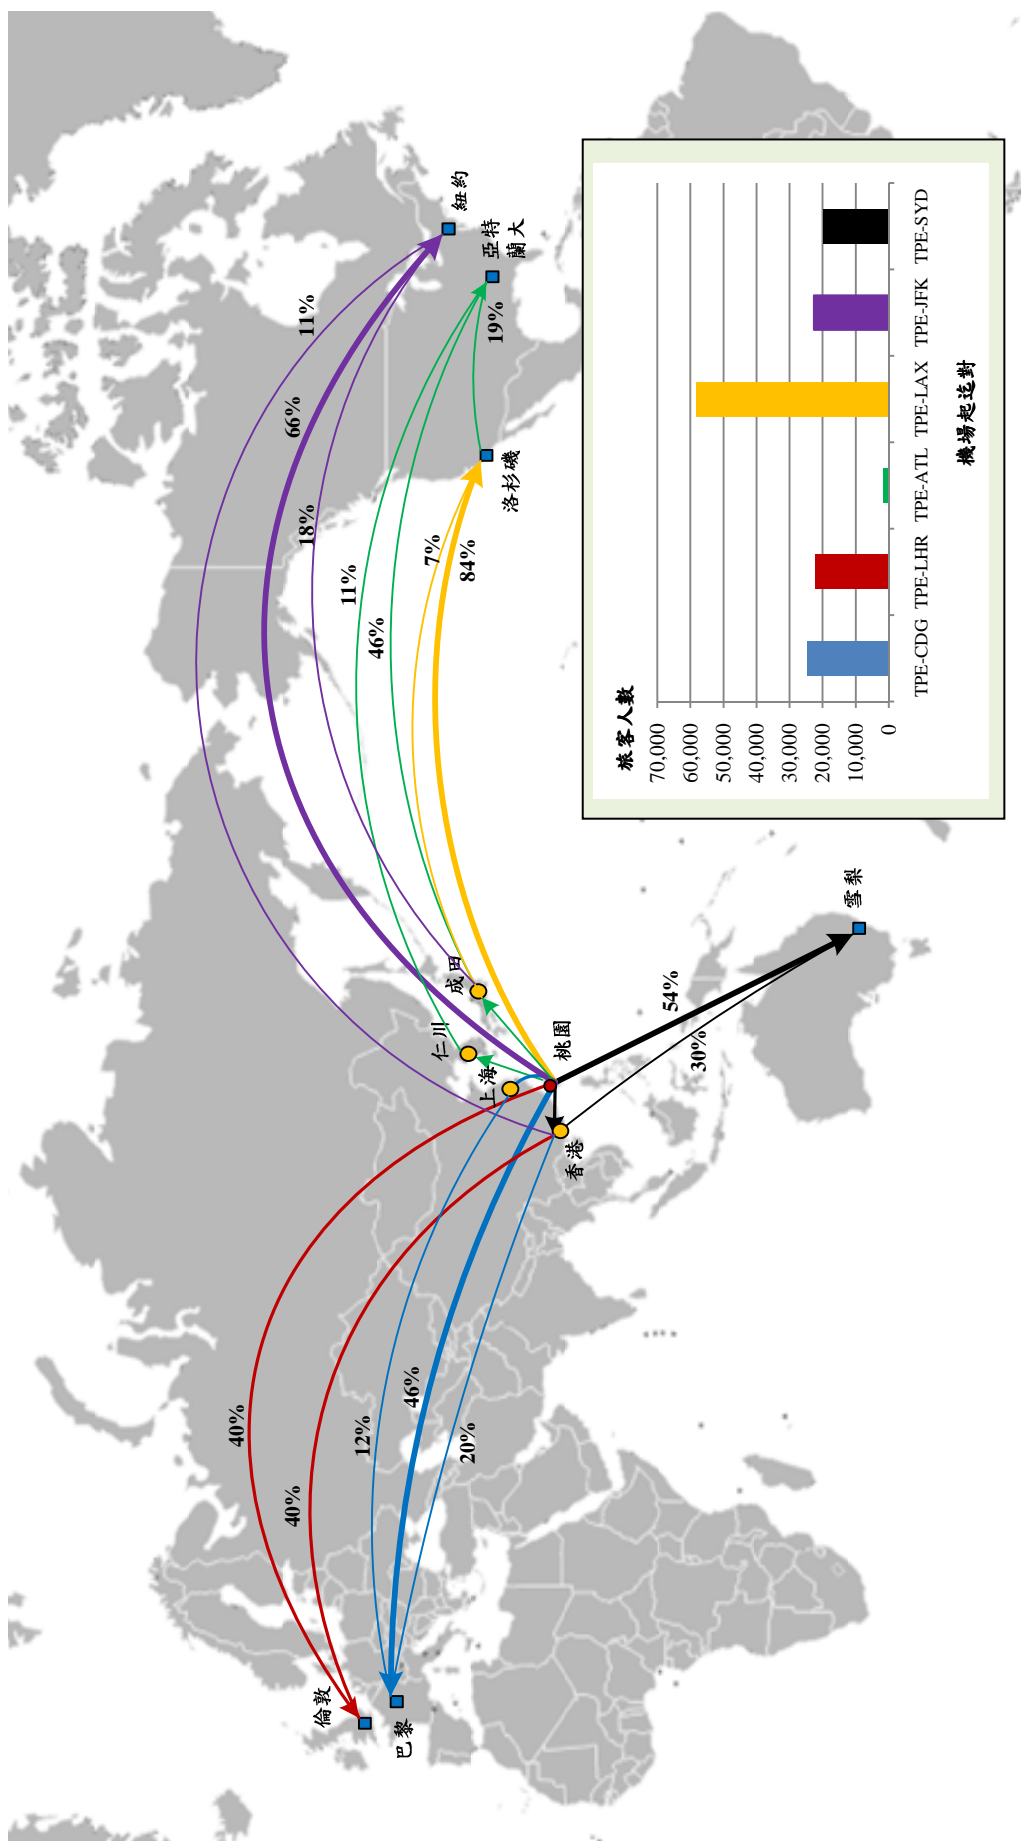 倫敦
巴黎
40%
40%
12%
46%
20%
香港
上海
仁川
成田
桃園
54%
30%
雪梨
11%
66%
18%
11%
46%
7%
84%
洛杉磯
19%
亞特
蘭大
紐約
旅客人數
70,000
60,000
50,000
40,000
30,000
20,000
10,000
0
TPE-CDG TPE-LHR TPE-ATL TPE-LAX TPE-JFK TPE-SYD
機場起迄對